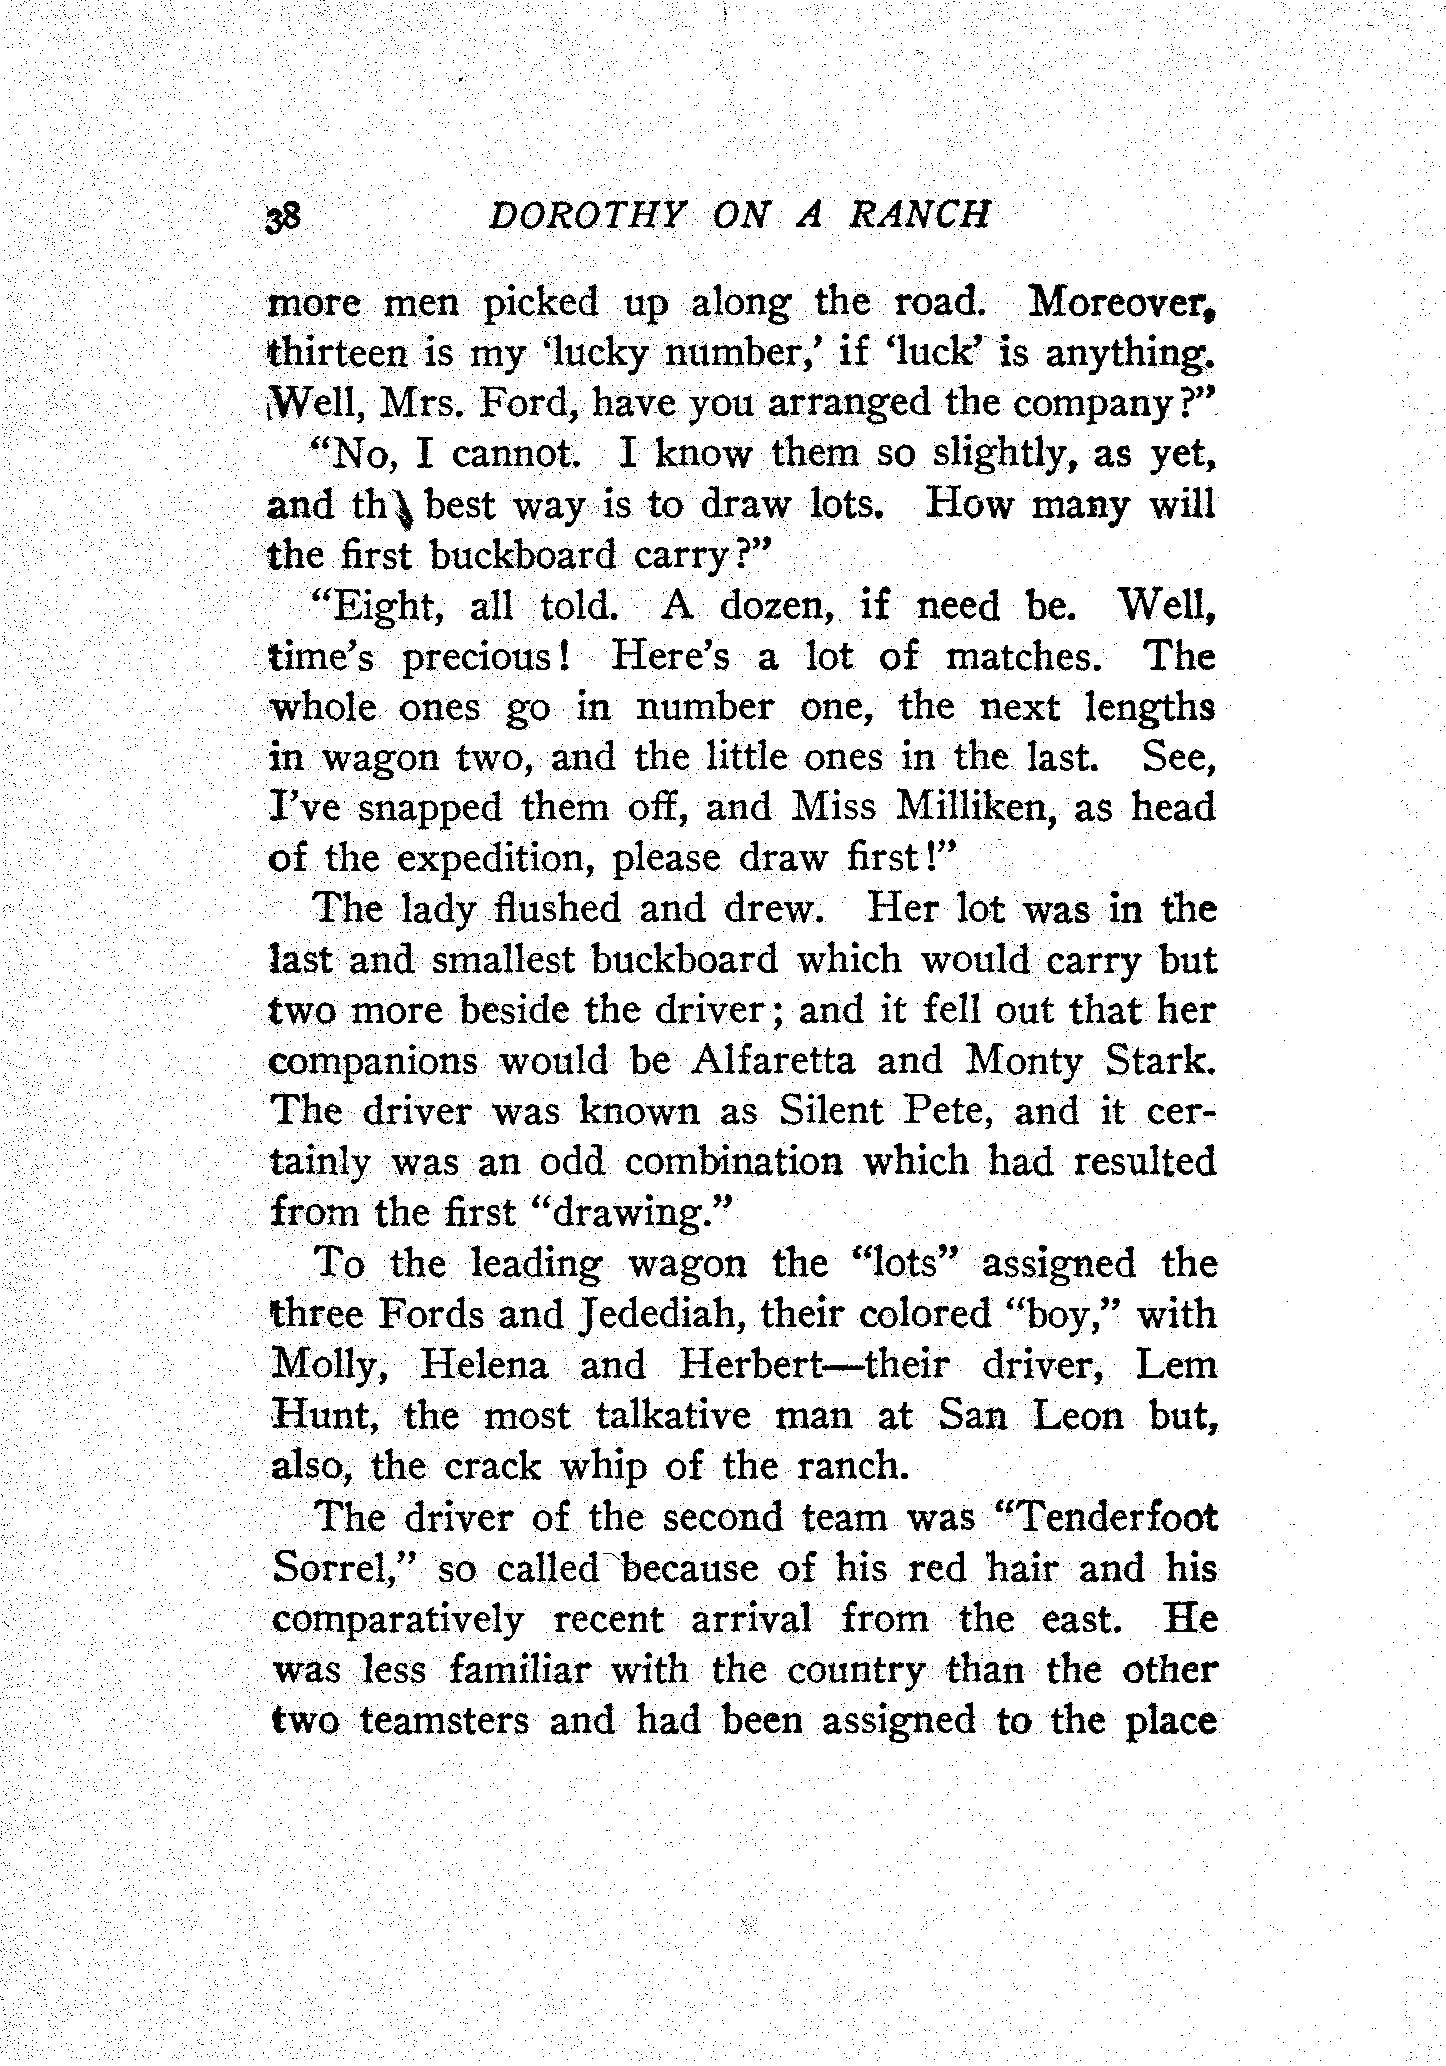 38 DOROTHY ON A RANCH
more men picked up along the road. Moreover,
thirteen is my ‘lucky number,’ if ‘luck’ is anything.
Well, Mrs. Ford, have you arranged the company?”
“No, I cannot. I know them so slightly, as yet,
and th best way is to draw lots. How many will
the first buckboard carry?”
“Eight, all told. A dozen, if need be. Well,
time’s precious! Here’s a lot of matches. The
whole ones go in number one, the next lengths
in wagon two, and the little ones in the last. See,
I’ve snapped them off, and Miss Milliken, as head
of the expedition, please draw first!”
The lady flushed and drew. Her lot was in the
last and smallest buckboard which would carry but
two more beside the driver; and it fell out that her
companions would be Alfaretta and Monty Stark.
The driver was known as Silent Pete, and it cer-
tainly was an odd combination which had resulted
from the first “drawing.”
To the leading wagon the “lots” assigned the
three Fords and Jedediah, their colored “boy,” with
Molly, Helena and Herbert—their driver, Lem
Hunt, the most talkative man at San Leon but,
also, the crack whip of the ranch.
The driver of the second team was “Tenderfoot
Sorrel,” so called because of his red hair and his
comparatively recent arrival from the east. He
was less familiar with the country than the other
two teamsters and had been assigned to the place